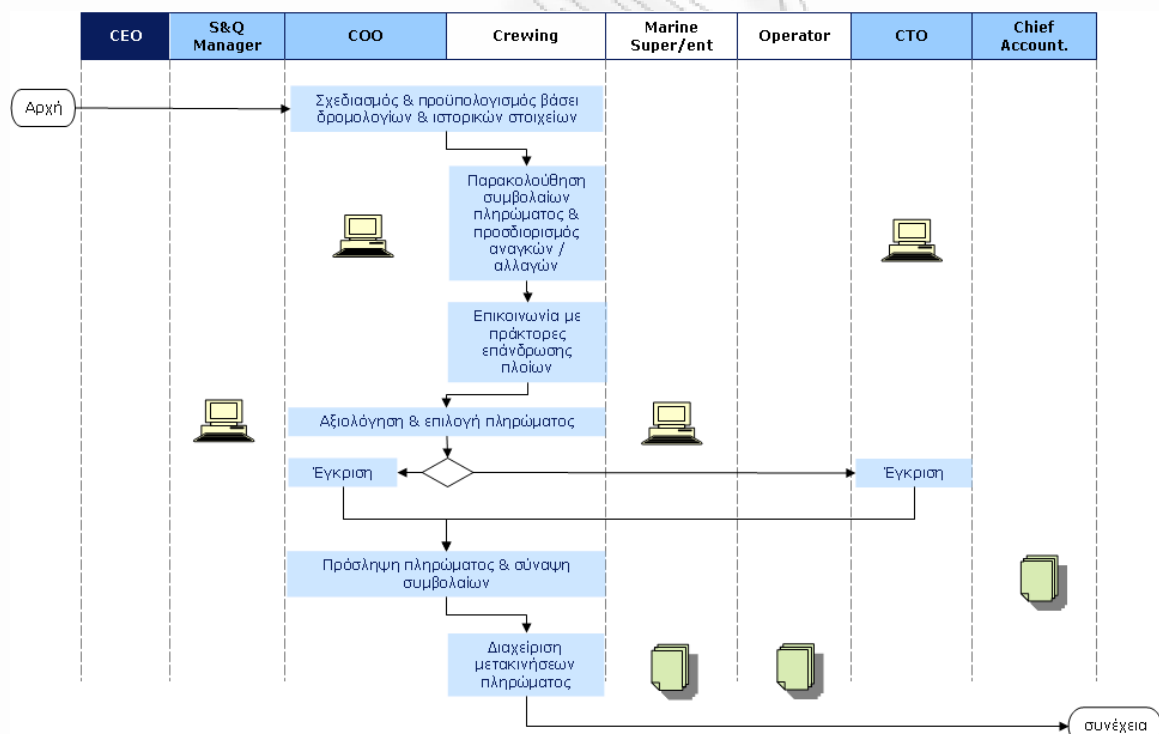 CEO
S&Q
Manager
COO
Crewing
Marine
Super/ent
Operator
CTO
Chief
Account.
Αρχή
Σχεδιασμός & προϋπολογισμός βάσει
δρομολογίων & ιστορικών στοιχείων
Παρακολούθηση
συμβολαίων
πληρώματος &
προσδιορισμός
αναγκών /
αλλαγών
Επικοινωνία με
πράκτορες
επάνδρωσης
πλοίων
Αξιολόγηση & επιλογή πληρώματος
Έγκριση
Έγκριση
Πρόσληψη πληρώματος & σύναψη
συμβολαίων
Διαχείριση
μετακινήσεων
πληρώματος
συνέχεια